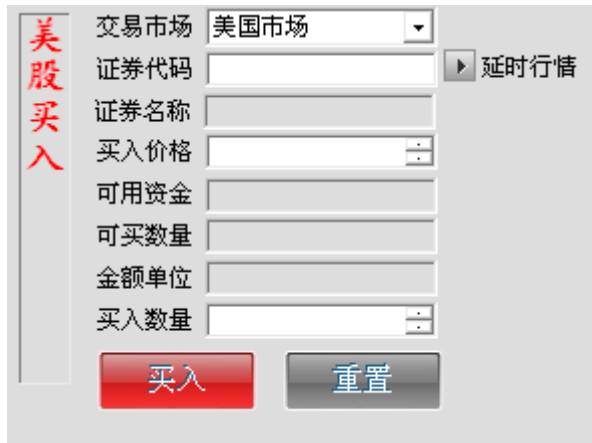 美股买入
交易市场 美国市场
证券代码 延时行情
证券名称
买入价格
可用资金
可买数量
金额单位
买入数量
买入 重置